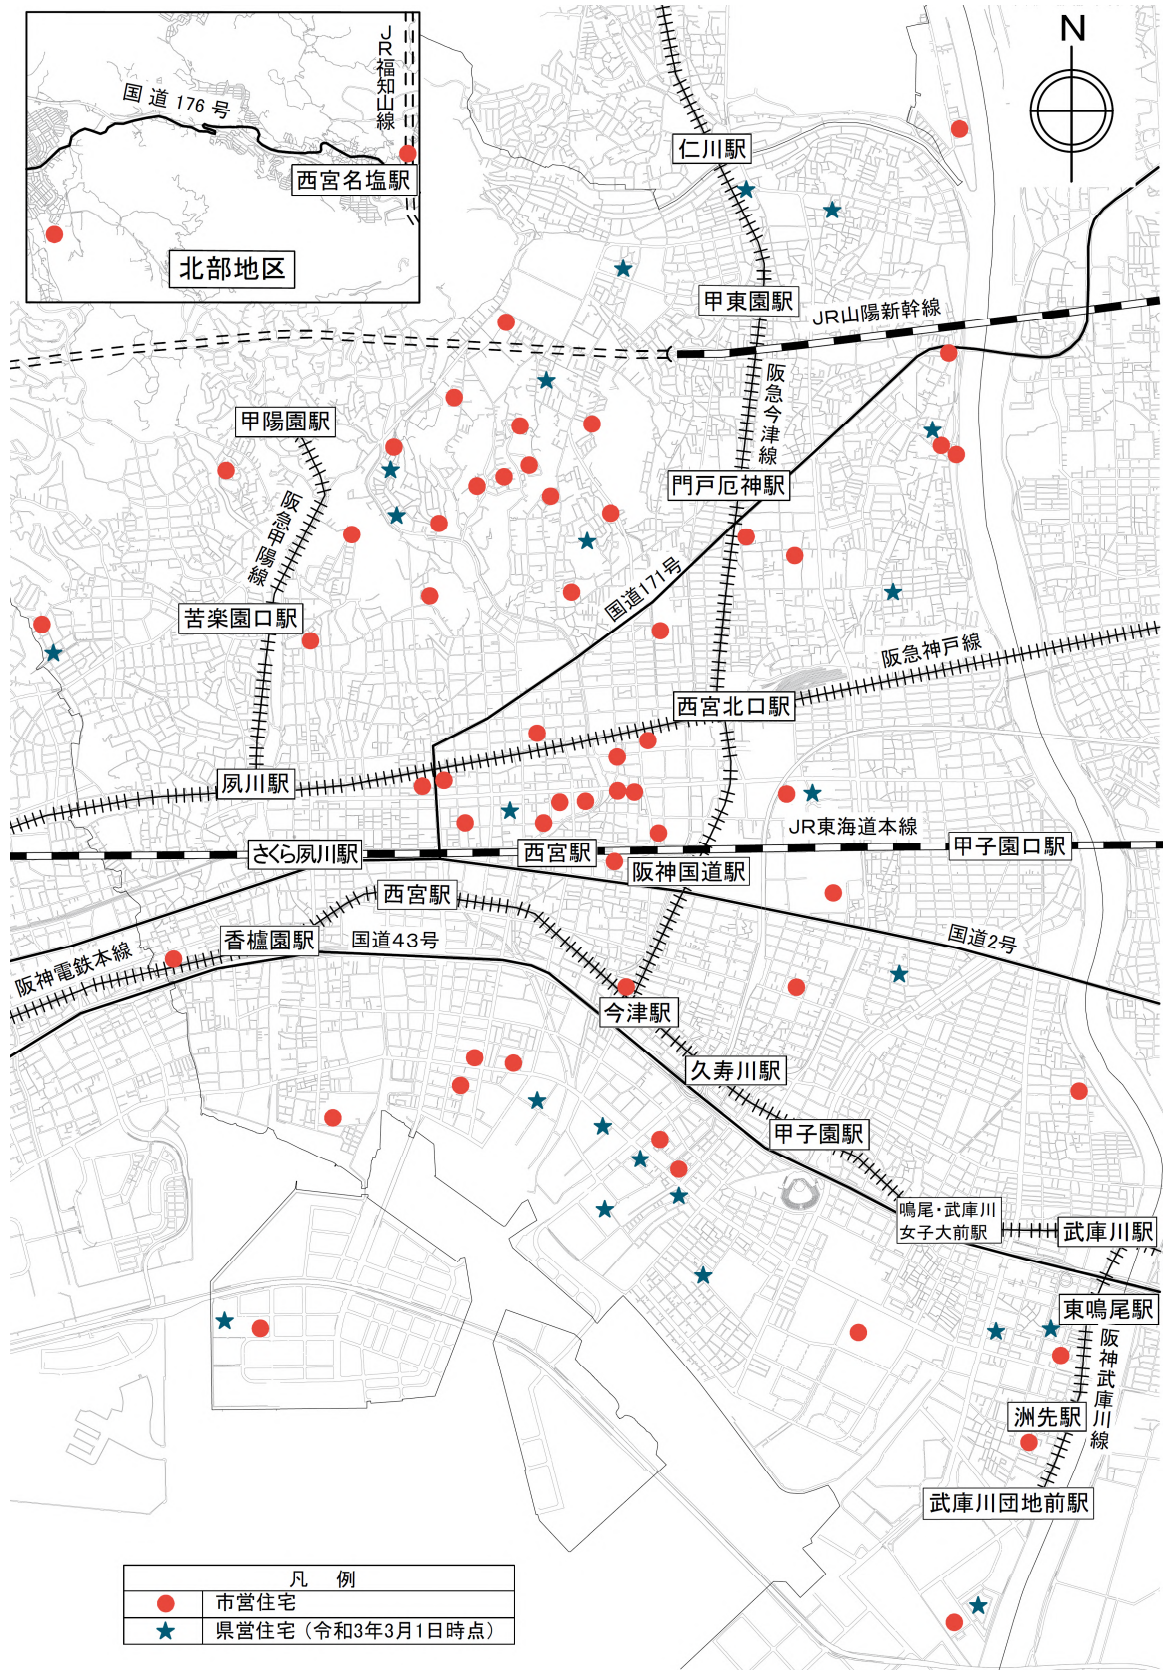 N
JR福知山線
国道176号
西宮名塩駅
北部地区
仁川駅
甲東園駅
JR山陽新幹線
阪急今津線
甲陽園駅
門戸厄神駅
阪急甲陽線
国道171号
苦楽園口駅
阪急神戸線
西宮北口駅
夙川駅
JR東海道本線
さくら夙川駅
西宮駅
甲子園口駅
阪神国道駅
西宮駅
香櫨園駅
国道43号
国道2号
阪神電鉄本線
今津駅
久寿川駅
甲子園駅
鳴尾・武庫川
女子大前駅
武庫川駅
東鳴尾駅
阪神武庫川線
洲先駅
武庫川団地前駅
凡 例
市営住宅
県営住宅（令和3年3月1日時点）